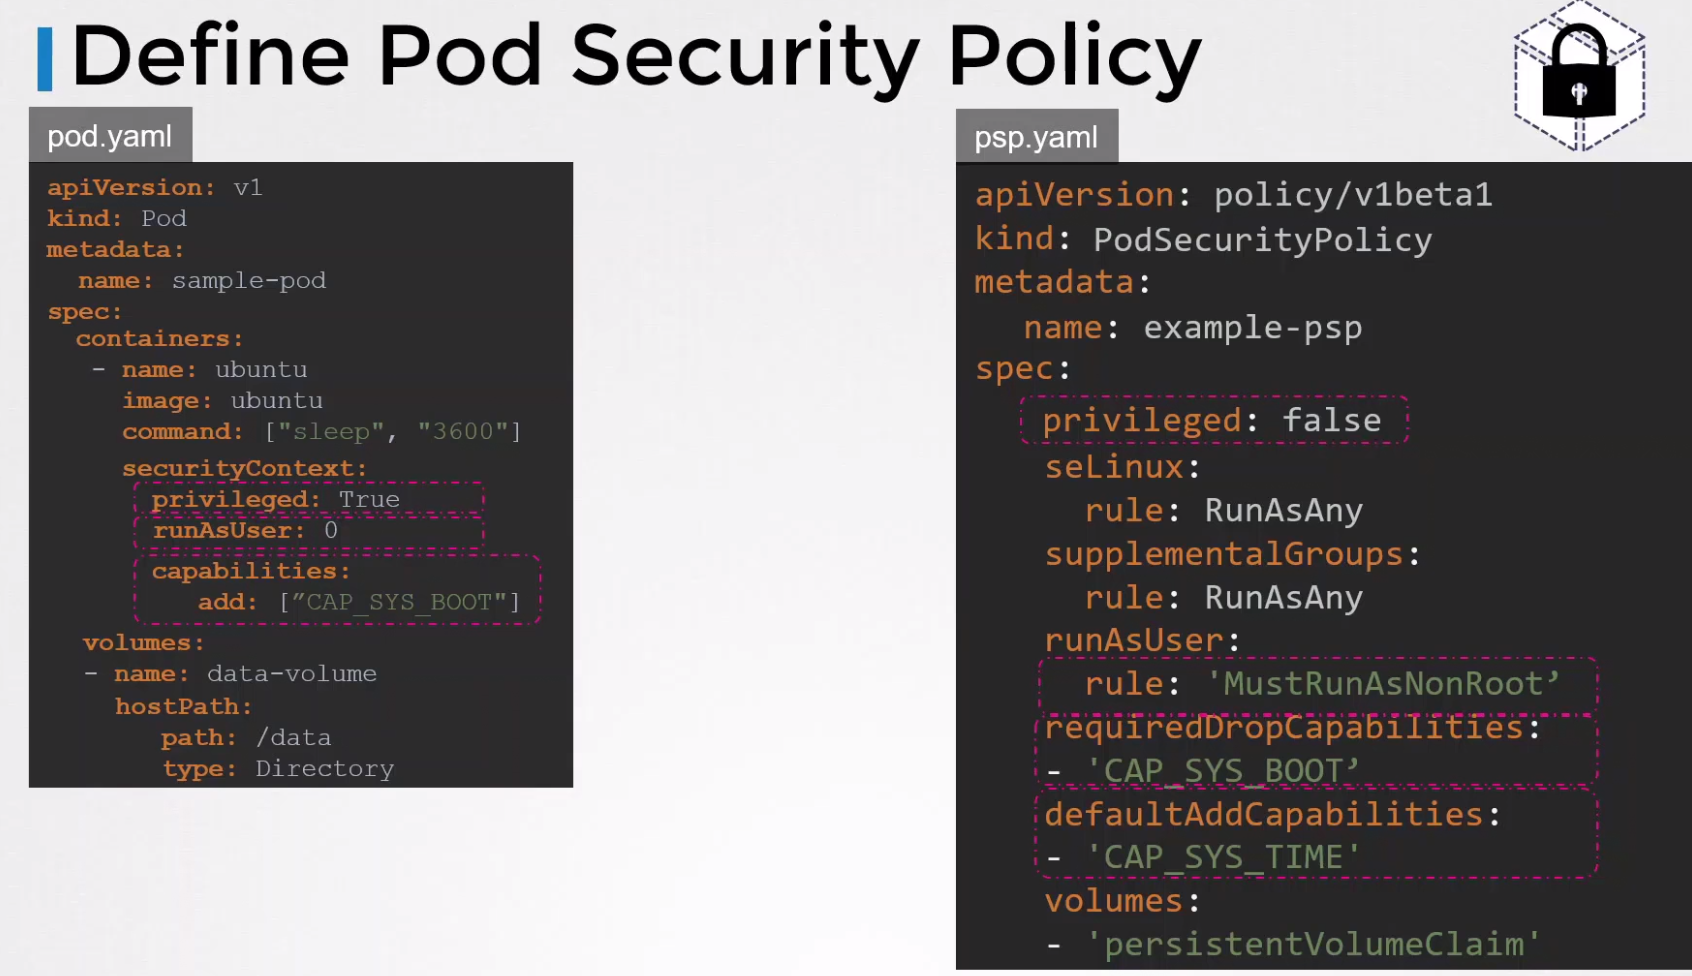 Define Pod Security Policy
pod.yaml
apiVersion: v1
kind: Pod
metadata:
name: sample-pod
spec:
containers:
- name: ubuntu
image: ubuntu
command: ["sleep", "3600"]
securityContext:
privileged: True
runAsUser: 0
capabilities:
add: [”CAP_SYS_BOOT"]
volumes:
- name: data-volume
hostPath:
path: /data
type: Directory
psp.yaml
apiVersion: policy/v1beta1
kind: PodSecurityPolicy
metadata:
name: example-psp
spec:
privileged: false
seLinux:
rule: RunAsAny
supplementalGroups:
rule: RunAsAny
runAsUser:
rule: 'MustRunAsNonRoot’
requiredDropCapabilities:
- 'CAP_SYS_BOOT’
defaultAddCapabilities:
- 'CAP_SYS_TIME'
volumes:
- 'persistentVolumeClaim'